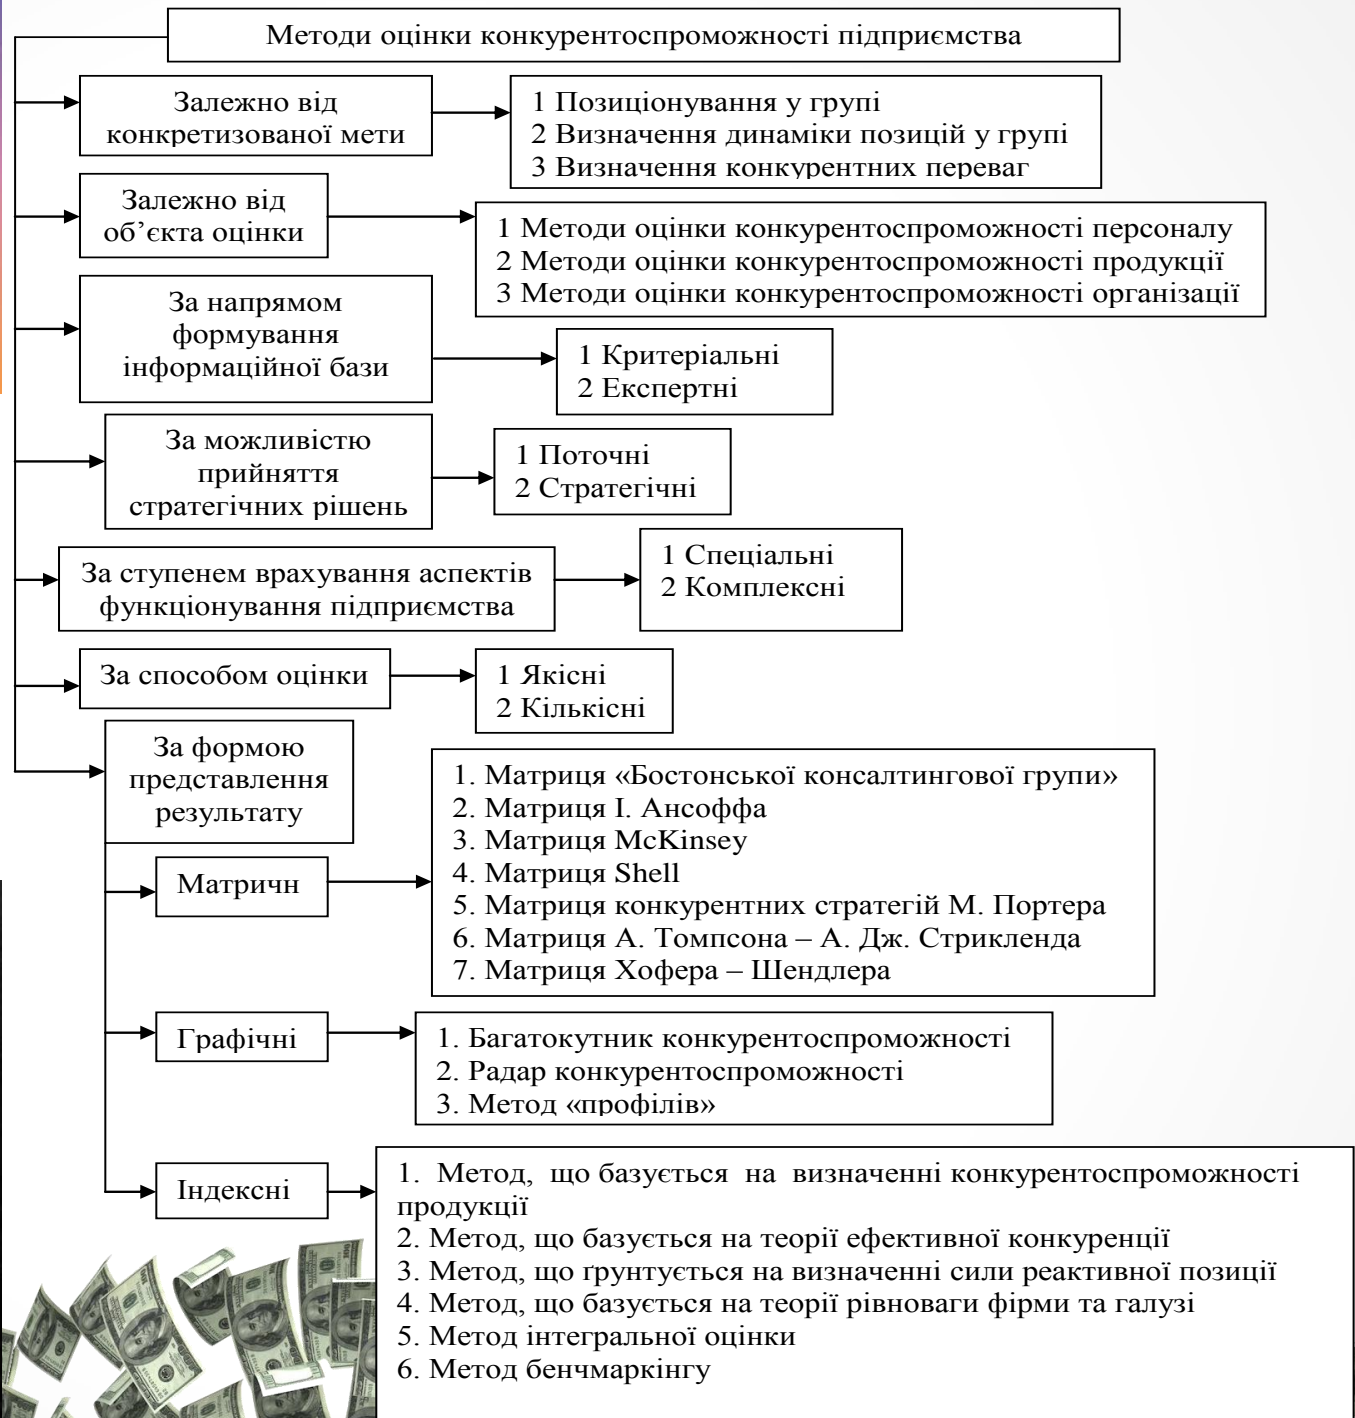 Методи оцінки конкурентоспроможності підприємства
Залежно від
конкретизованої мети
1 Позиціонування у групі
2 Визначення динаміки позицій у групі
3 Визначення конкурентних переваг
Залежно від
об’єкта оцінки
1 Методи оцінки конкурентоспроможності персоналу
2 Методи оцінки конкурентоспроможності продукції
3 Методи оцінки конкурентоспроможності організації
За напрямом
формування
інформаційної бази
1 Критеріальні
2 Експертні
За можливістю
прийняття
стратегічних рішень
1 Поточні
2 Стратегічні
За ступенем врахування аспектів
функціонування підприємства
1 Спеціальні
2 Комплексні
За способом оцінки
1 Якісні
2 Кількісні
За формою
представлення
результату
Матричн
1. Матриця «Бостонської консалтингової групи»
2. Матриця І. Ансоффа
3. Матриця McKinsey
4. Матриця Shell
5. Матриця конкурентних стратегій М. Портера
6. Матриця А. Томпсона – А. Дж. Стрикленда
7. Матриця Хофера – Шендлера
Графічні
1. Багатокутник конкурентоспроможності
2. Радар конкурентоспроможності
3. Метод «профілів»
Індексні
1. Метод, що базується на визначенні конкурентоспроможності
продукції
2. Метод, що базується на теорії ефективної конкуренції
3. Метод, що ґрунтується на визначенні сили реактивної позиції
4. Метод, що базується на теорії рівноваги фірми та галузі
5. Метод інтегральної оцінки
6. Метод бенчмаркінгу